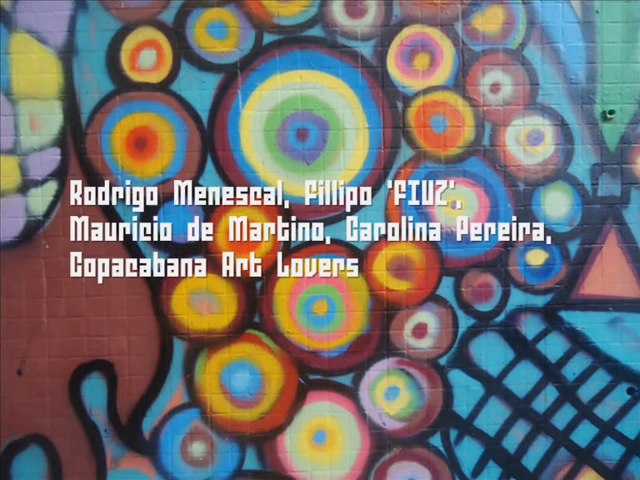 Rodrigo Menescal, Fillipo 'FIUZ',
Mauricio de Martino, Carolina Pereira,
Copacabana Art Lovers